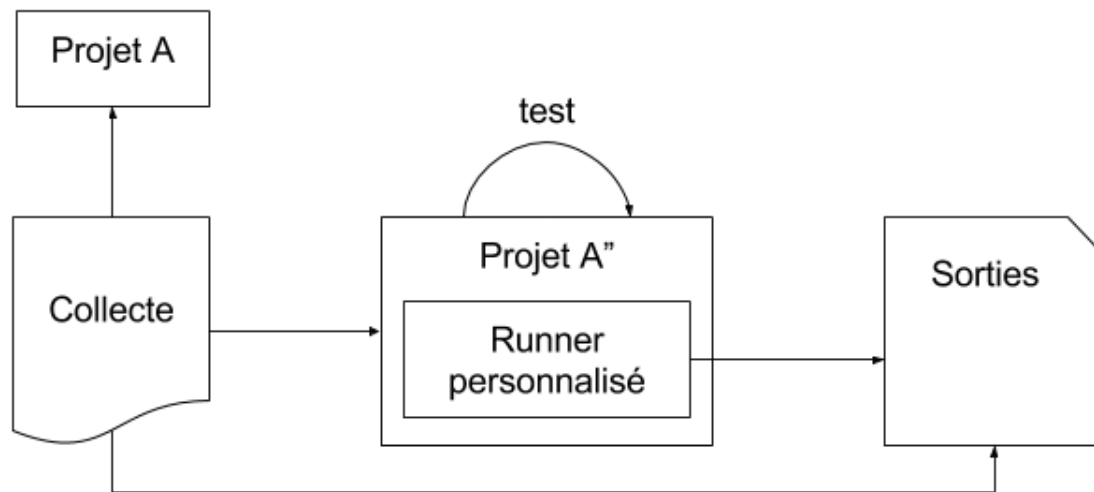 Projet A
test
Collecte
Projet A”
Runner
personnalisé
Sorties